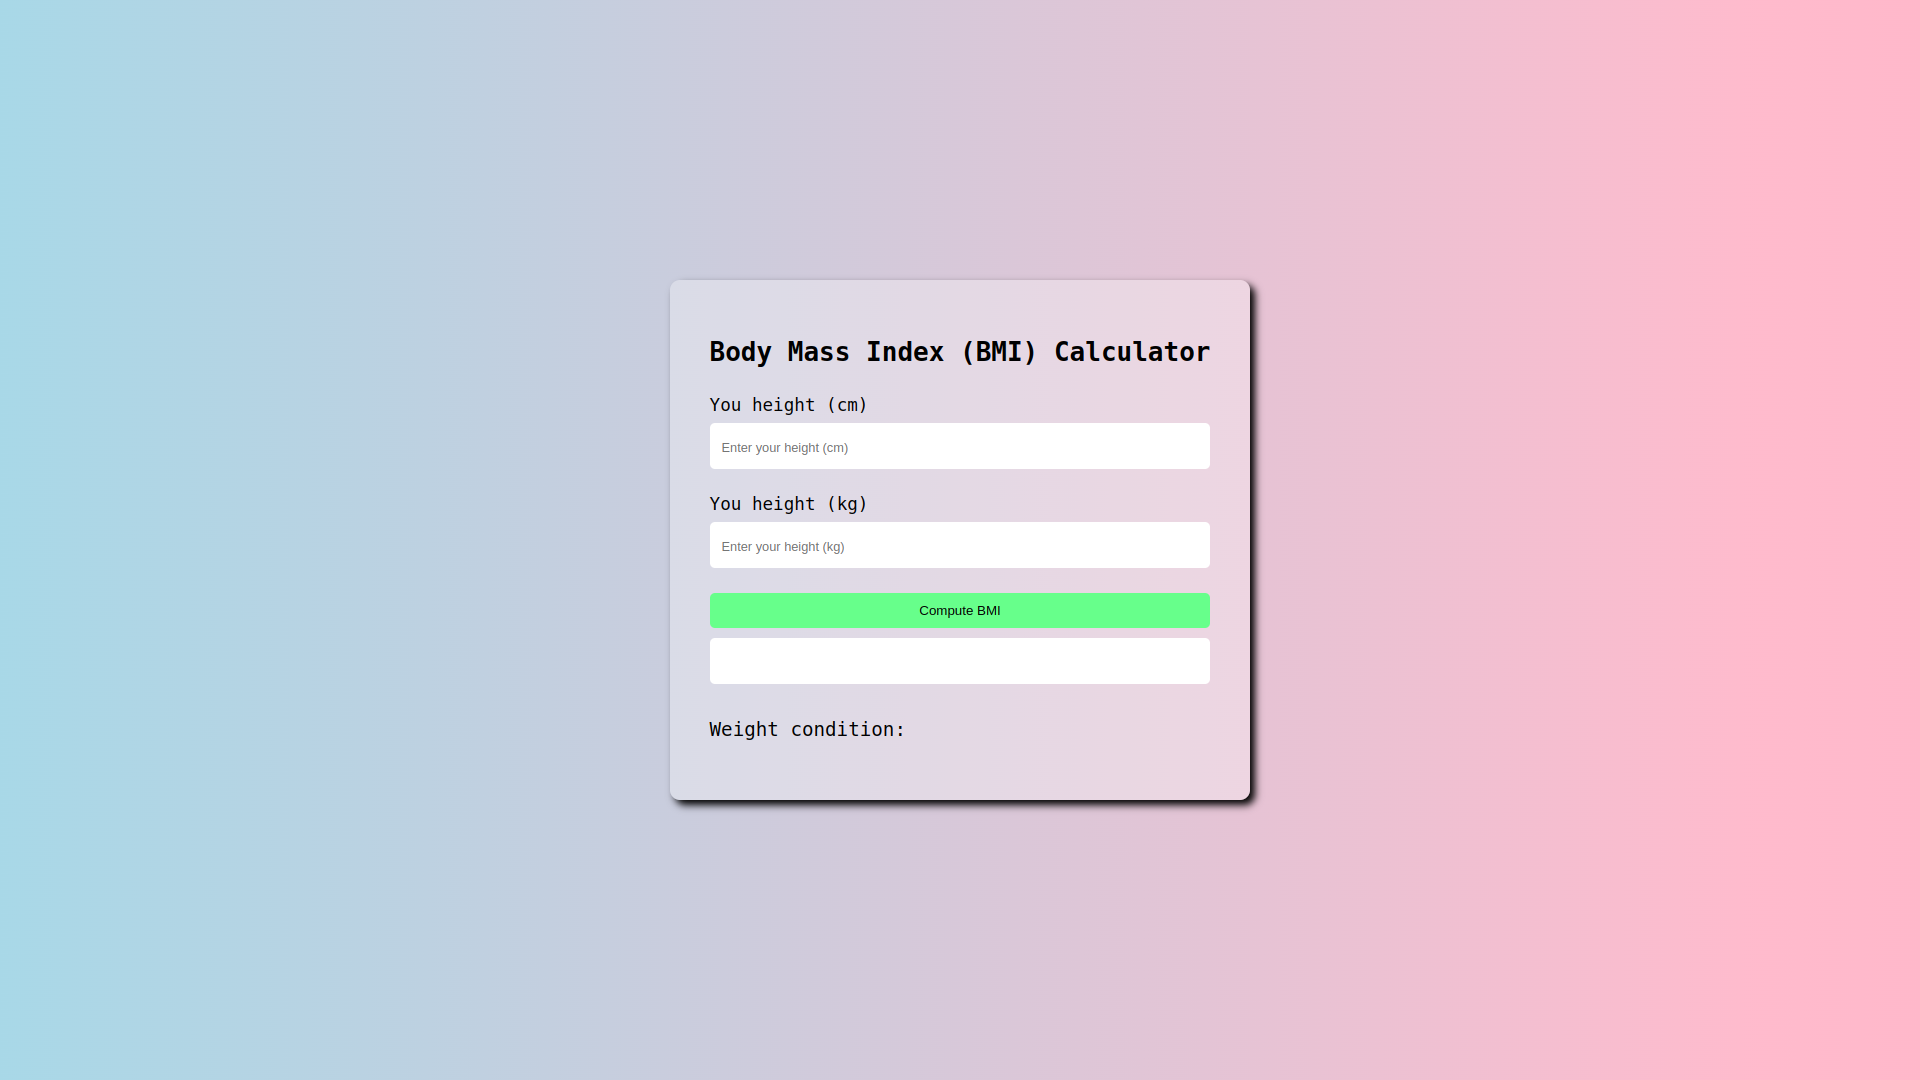 Body Mass Index (BMI) Calculator
You height (cm)
Enter your height (cm)
You height (kg)
Enter your height (kg)
Compute BMI
Weight condition: